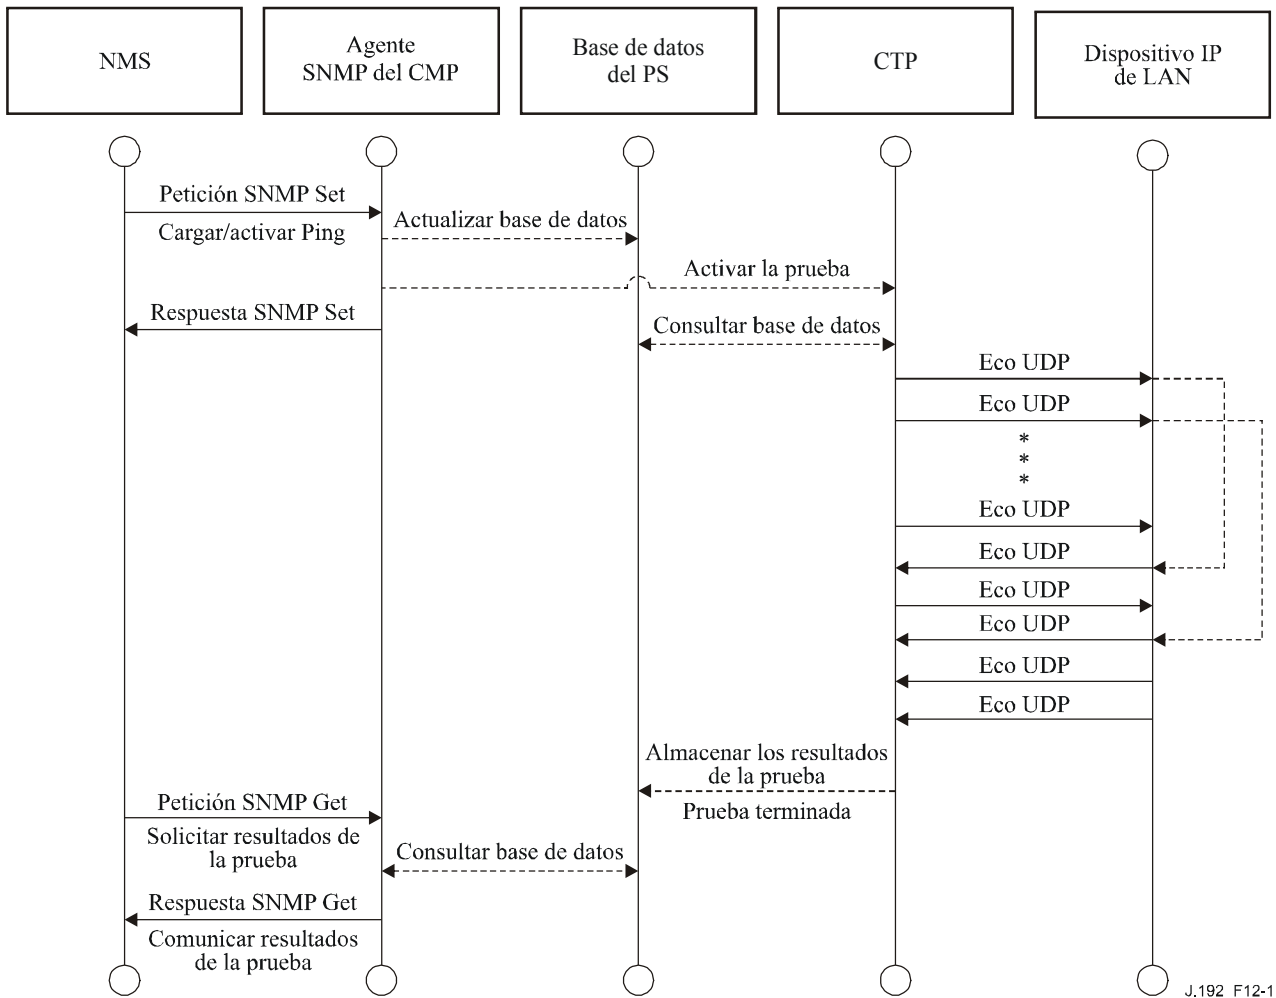 NMS
Agente
SNMP del CMP
Base de datos
del PS
CTP
Dispositivo IP
de LAN
Petición SNMP Set
Cargar/activar Ping
Actualizar base de datos
Activar la prueba
Respuesta SNMP Set
Consultar base de datos
Eco UDP
Eco UDP
*
*
*
Eco UDP
Eco UDP
Eco UDP
Eco UDP
Eco UDP
Eco UDP
Almacenar los resultados
de la prueba
Prueba terminada
Petición SNMP Get
Solicitar resultados de
la prueba
Consultar base de datos
Respuesta SNMP Get
Comunicar resultados
de la prueba
J.192 F12-1